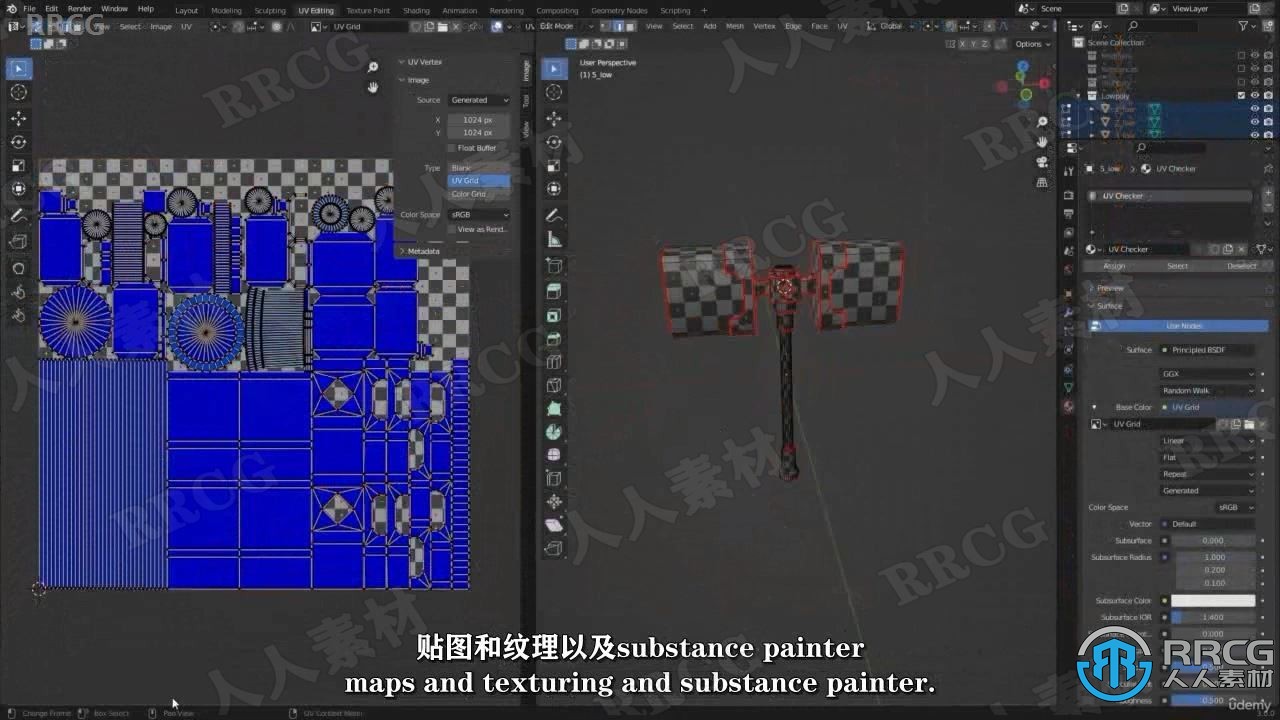 File Edit Render Window Help Layout Modeling Sculpting UV Editing Texture Paint Shading Animation Rendering Compositing Geometry Nodes Scripting + Scene ViewLayer
View Select Image UV UV Grid Edit Mode View Select Add Mesh Vertex Edge Face UV Global
X Y Z Options
User Perspective
(1) S_low
Scene Collection
Lowpoly
UV Vertex
Image
Source Generated
X 1024 px
Y 1024 px
Float Buffer
Type Blank
UV Grid
Color Grid
Color Space sRGB
View as Rend..
Metadata
Image
Tool
View
S_low UV Checker
UV Checker
UV Checker
Assign Select Deselect
Preview
Surface
Use Nodes
Surface Principled BSDF
GGX
Random Walk
Base Color UV Grid
UV Grid
Linear
Flat
Repeat
Generated
Color Space sRGB
Vector Default
Subsurface 0.000
Subsurface Radius 1.000
0.200
0.100
Subsurface Color
Subsurface IOR 1.400
0.000
0.500
贴图和纹理以及substance painter
maps and texturing and substance painter.
RRCG
人人素材
ûdemy
Change Frame Box Select Pan View UV Context Menu